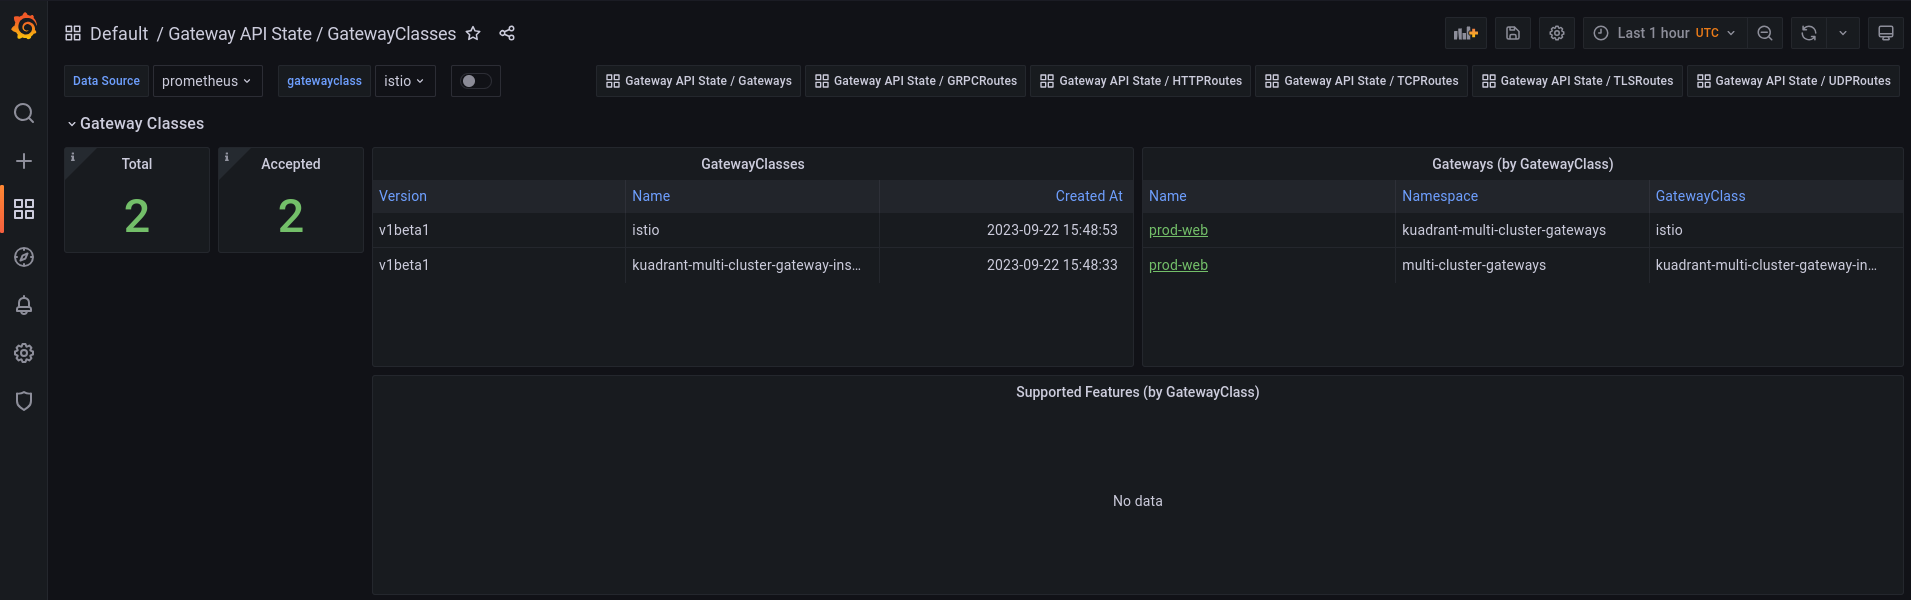 Default / Gateway API State / GatewayClasses
Last 1 hour UTC
Data Source prometheus gatewayclass istio
Gateway API State / Gateways Gateway API State / GRPCRoutes Gateway API State / HTTPRoutes Gateway API State / TCPRoutes Gateway API State / TLSRoutes Gateway API State / UDPRoutes
Gateway Classes
i Total
2
i Accepted
2
GatewayClasses
Version Name Created At
v1beta1 istio 2023-09-22 15:48:53
v1beta1 kuadrant-multi-cluster-gateway-ins... 2023-09-22 15:48:33
Gateways (by GatewayClass)
Name Namespace GatewayClass
prod-web kuadrant-multi-cluster-gateways istio
prod-web multi-cluster-gateways kuadrant-multi-cluster-gateway-in...
Supported Features (by GatewayClass)
No data